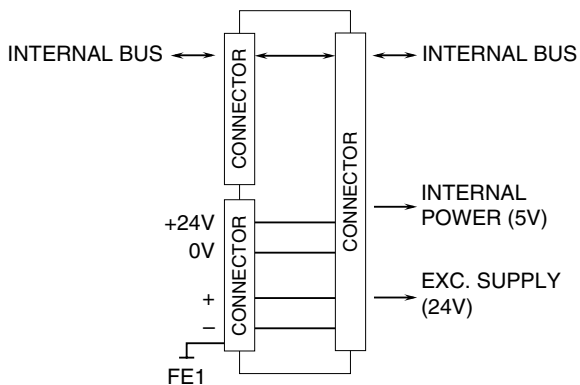 INTERNAL BUS
CONNECTOR
CONNECTOR
INTERNAL BUS
+24V
0V
+
–
CONNECTOR
FE1
INTERNAL
POWER (5V)
EXC. SUPPLY
(24V)